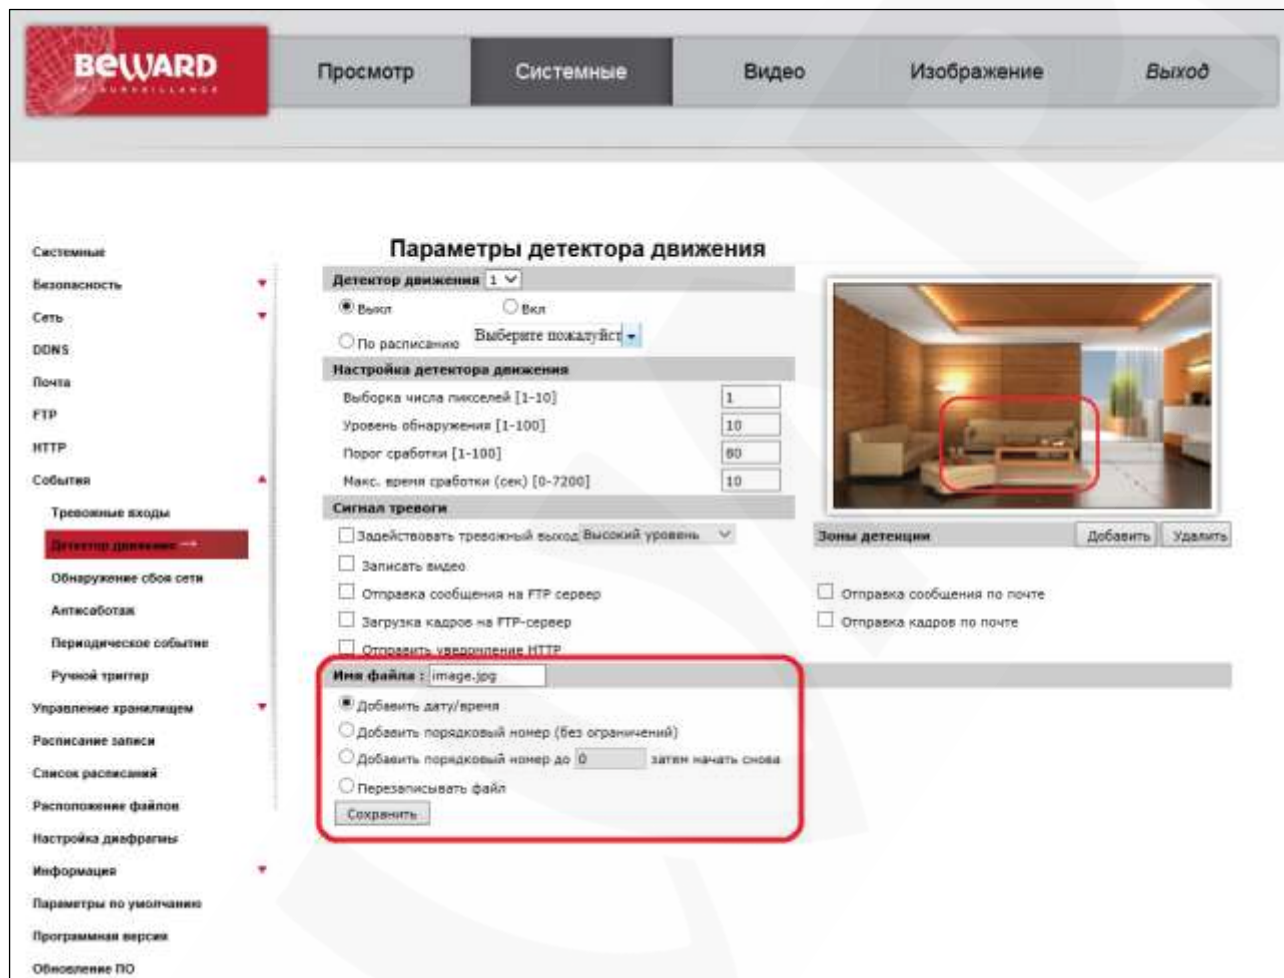 BEWARD
IP SURVEILLANCE
Просмотр
Системные
Видео
Изображение
Выход
Системные
Безопасность
Сеть
DDNS
Почта
FTP
HTTP
События
Тревожные входы
Детектор движения →
Обнаружение сбоя сети
Антисаботаж
Периодическое событие
Ручной триггер
Управление хранилищем
Расписание записи
Список расписаний
Расположение файлов
Настройка диафрагмы
Информация
Параметры по умолчанию
Программная версия
Обновление ПО
Параметры детектора движения
Детектор движения 1
Выкл Вкл
По расписанию Выберите пожалуйст
Настройка детектора движения
Выборка числа пикселей [1-10] 1
Уровень обнаружения [1-100] 10
Порог сработки [1-100] 80
Макс. время сработки (сек) [0-7200] 10
Сигнал тревоги
Зоны детекции Добавить Удалить
Задействовать тревожный выход Высокий уровень
Записать видео
Отправка сообщения на FTP сервер Отправка сообщения по почте
Загрузка кадров на FTP-сервер Отправка кадров по почте
Отправить уведомление HTTP
Имя файла : image.jpg
Добавить дату/время
Добавить порядковый номер (без ограничений)
Добавить порядковый номер до 0 затем начать снова
Перезаписывать файл
Сохранить